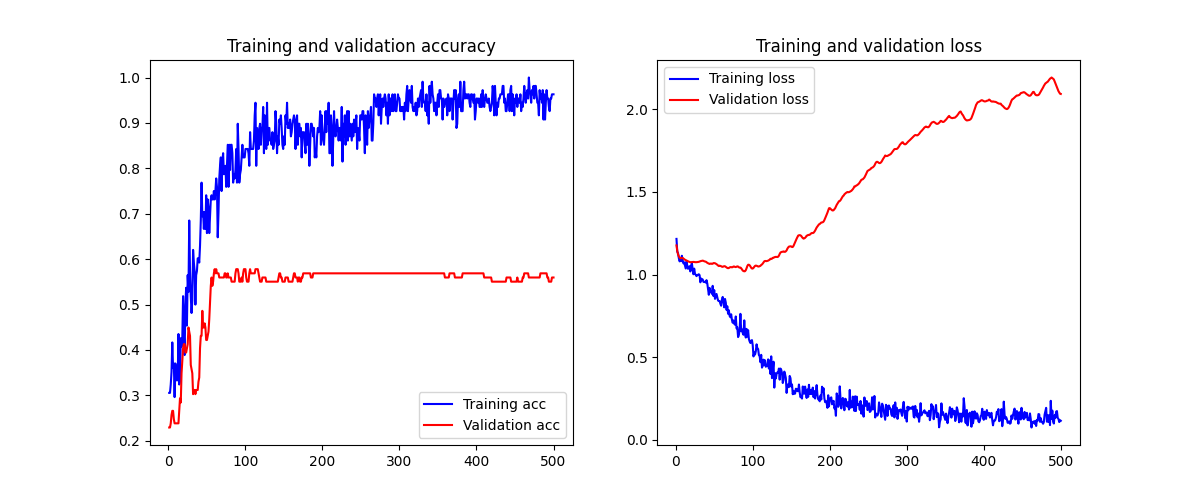 Training and validation accuracy
1.0
0.9
0.8
0.7
0.6
0.5
0.4
0.3
0.2
0 100 200 300 400 500
Training acc
Validation acc
Training and validation loss
Training loss
Validation loss
2.0
1.5
1.0
0.5
0.0
0 100 200 300 400 500